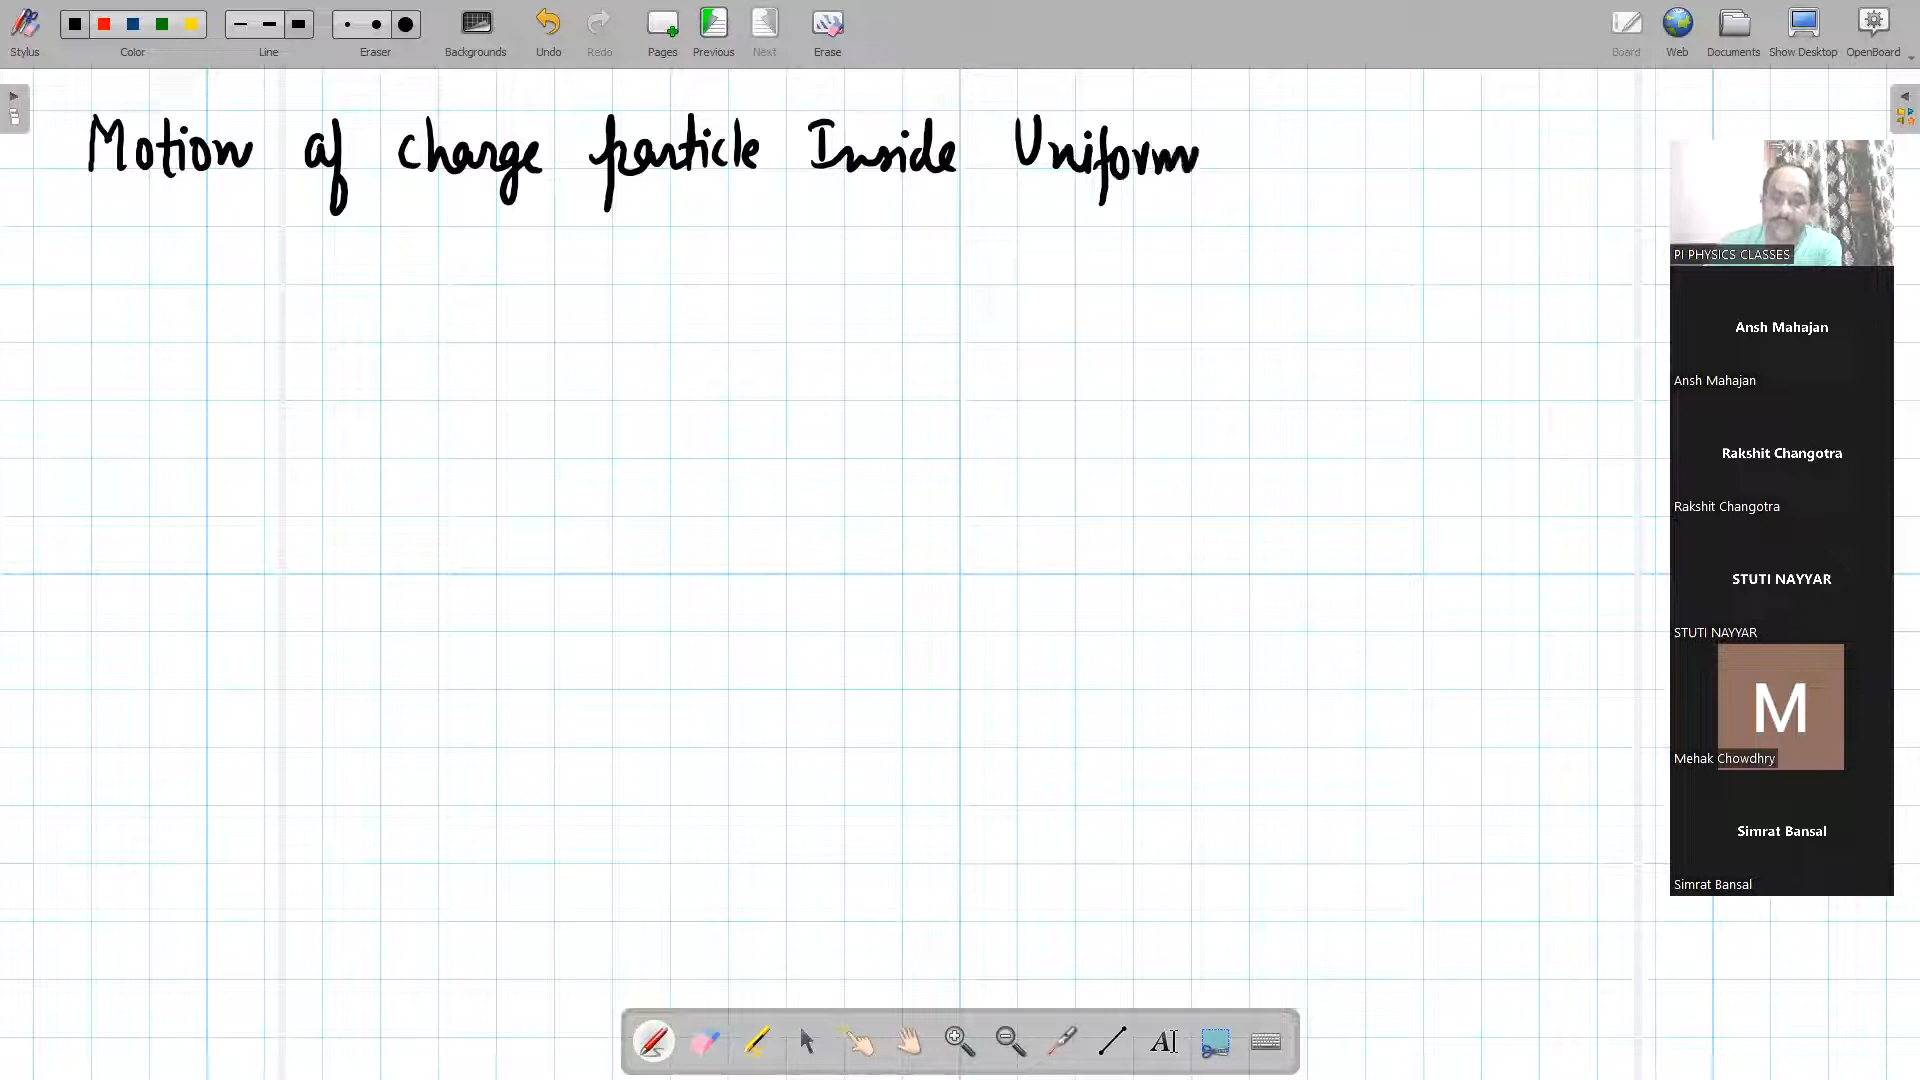 Stylus
Color
Line
Eraser
Backgrounds
Undo
Redo
Pages
Previous
Next
Erase
Board
Web
Documents
Show Desktop
OpenBoard
Motion of charge particle Inside Uniform
PI PHYSICS CLASSES
Ansh Mahajan
Ansh Mahajan
Rakshit Changotra
Rakshit Changotra
STUTI NAYYAR
STUTI NAYYAR
M
Mehak Chowdhry
Simrat Bansal
Simrat Bansal
AI